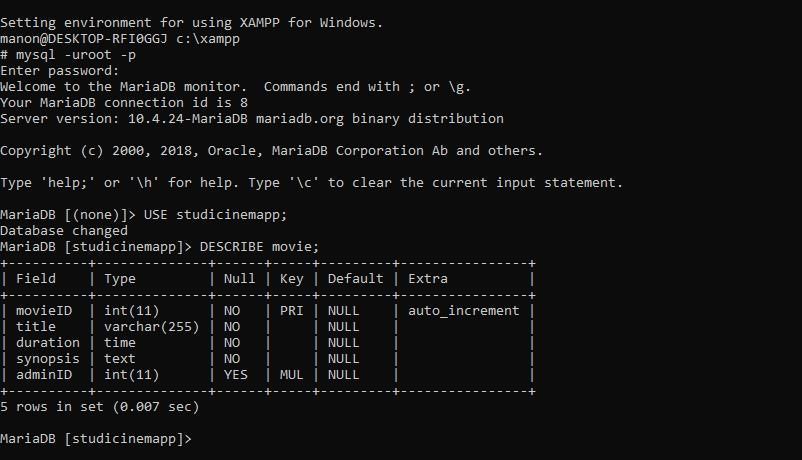 Setting environment for using XAMPP for Windows.
manon@DESKTOP-RFI0GGJ c:\xampp
# mysql -uroot -p
Enter password:
Welcome to the MariaDB monitor.  Commands end with ; or \g.
Your MariaDB connection id is 8
Server version: 10.4.24-MariaDB mariadb.org binary distribution

Copyright (c) 2000, 2018, Oracle, MariaDB Corporation Ab and others.

Type 'help;' or '\h' for help. Type '\c' to clear the current input statement.

MariaDB [(none)]> USE studicinemapp;
Database changed
MariaDB [studicinemapp]> DESCRIBE movie;
+----------+--------------+------+-----+---------+----------------+
| Field    | Type         | Null | Key | Default | Extra          |
+----------+--------------+------+-----+---------+----------------+
| movieID  | int(11)      | NO   | PRI | NULL    | auto_increment |
| title    | varchar(255) | NO   |     | NULL    |                |
| duration | time         | NO   |     | NULL    |                |
| synopsis | text         | NO   |     | NULL    |                |
| adminID  | int(11)      | YES  | MUL | NULL    |                |
+----------+--------------+------+-----+---------+----------------+
5 rows in set (0.007 sec)

MariaDB [studicinemapp]>